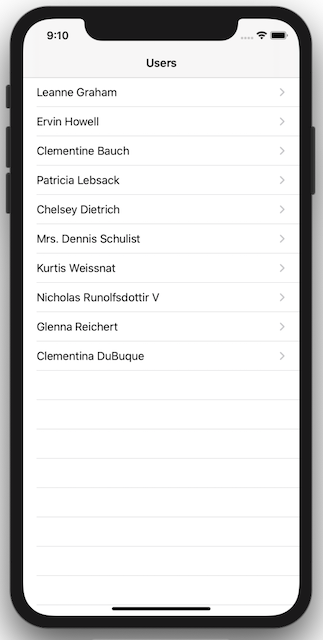 9:10
Users
Leanne Graham
Ervin Howell
Clementine Bauch
Patricia Lebsack
Chelsey Dietrich
Mrs. Dennis Schulist
Kurtis Weissnat
Nicholas Runolfsdottir V
Glenna Reichert
Clementina DuBuque